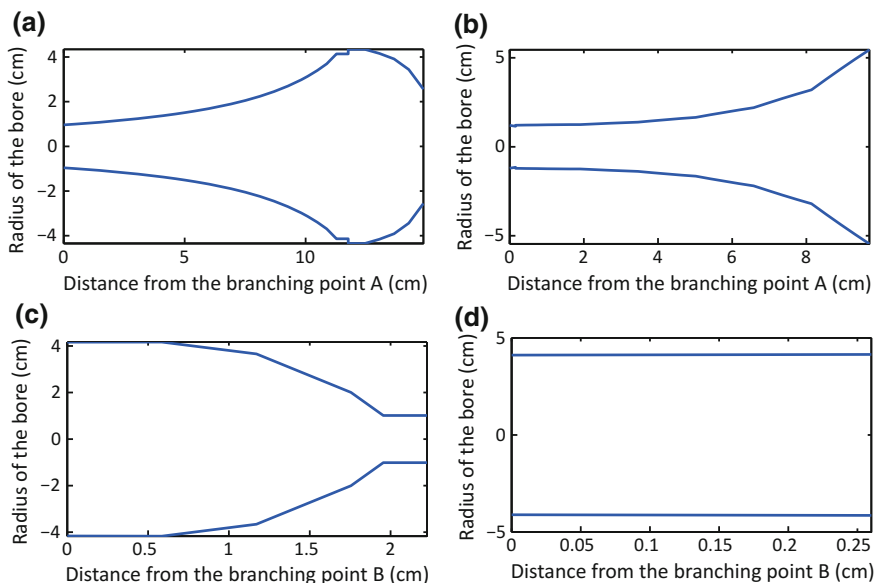 (a)
Radius of the bore (cm)
4
2
0
−2
−4
0
5
10
Distance from the branching point A (cm)
(b)
Radius of the bore (cm)
5
0
−5
0
2
4
6
8
Distance from the branching point A (cm)
(c)
Radius of the bore (cm)
4
2
0
−2
−4
0
0.5
1
1.5
2
Distance from the branching point B (cm)
(d)
Radius of the bore (cm)
5
0
−5
0
0.05
0.1
0.15
0.2
0.25
Distance from the branching point B (cm)